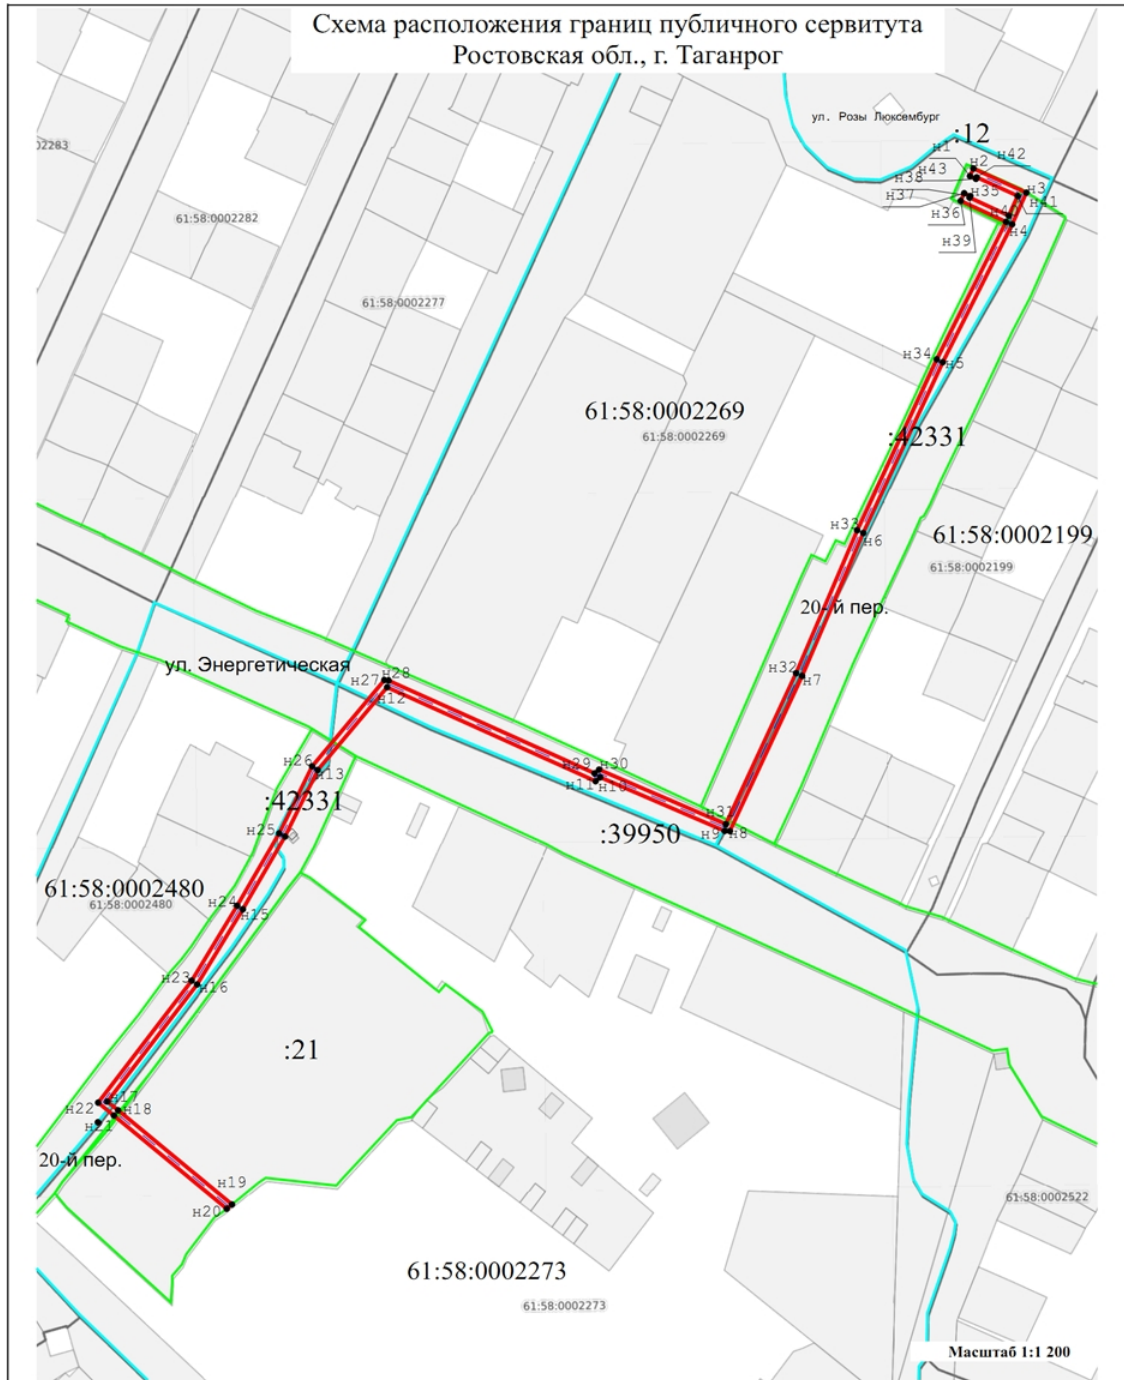 Схема расположения границ публичного сервитута
Ростовская обл., г. Таганрог
ул. Розы Люксембург
:12
н1
н2
н42
н43
н38
н3
н37
н35
н41
н36
н4
н39
61:58:0002282
61:58:0002277
н34
н5
61:58:0002269
61:58:0002269
:42331
н33
н6
61:58:0002199
61:58:0002199
20-й пер.
ул. Энергетическая
н32
н7
н27
н28
н12
н26
н13
н29
н30
н11
н10
:42331
н31
н9
н8
:39950
н25
61:58:0002480
61:58:0002480
н24
н15
н23
н16
:21
н22
н17
н18
н21
20-й пер.
н19
н20
61:58:0002522
61:58:0002273
61:58:0002273
Масштаб 1:1 200